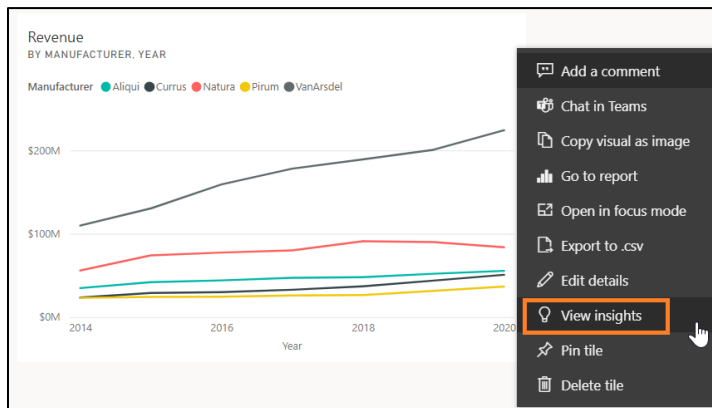 Revenue
BY MANUFACTURER, YEAR
Manufacturer Aliqui Currus Natura Pirum VanArsdel
$200M
$100M
$0M
2014 2016 2018 2020
Year
Add a comment
Chat in Teams
Copy visual as image
Go to report
Open in focus mode
Export to .csv
Edit details
View insights
Pin tile
Delete tile